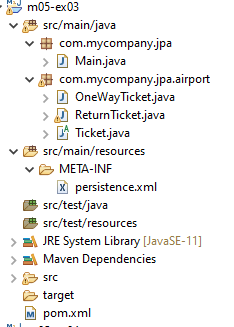 m05-ex03
src/main/java
com.mycompany.jpa
Main.java
com.mycompany.jpa.airport
OneWayTicket.java
ReturnTicket.java
Ticket.java
src/main/resources
META-INF
persistence.xml
src/test/java
src/test/resources
JRE System Library [JavaSE-11]
Maven Dependencies
src
target
pom.xml